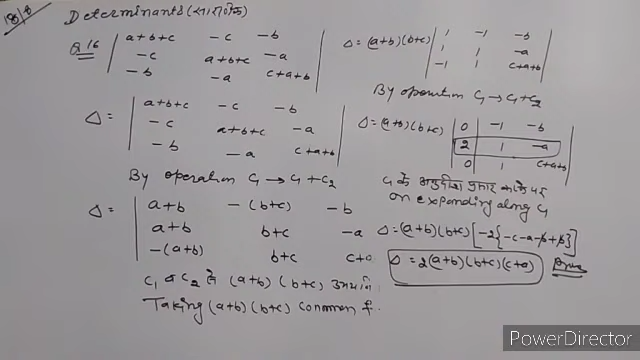 18/8
Determinants (सारणिक)
Q.16 | a+b+c -c -b |
| -c a+b+c -a |
| -b -a c+a+b |
Δ = | a+b+c -c -b |
| -c a+b+c -a |
| -b -a c+a+b |
By operation C₁→C₁+C₂
Δ = | a+b -(b+c) -b |
| a+b b+c -a |
| -(a+b) b+c c+a
C₁ व C₂ से (a+b) (b+c) उभयनि.
Taking (a+b) (b+c) common f.
Δ = (a+b)(b+c) | 1 -1 -b |
| 1 1 -a |
| -1 1 c+a+b |
By operation C₁→C₁+C₂
Δ = (a+b)(b+c) | 0 -1 -b |
| 2 1 -a |
| 0 1 c+a+b |
C₁ के अनुदिश प्रसार करने पर
on expanding along C₁
Δ = (a+b)(b+c) [-2{-c-a-b+b}]
Δ = 2(a+b)(b+c)(c+a)
PowerDirector